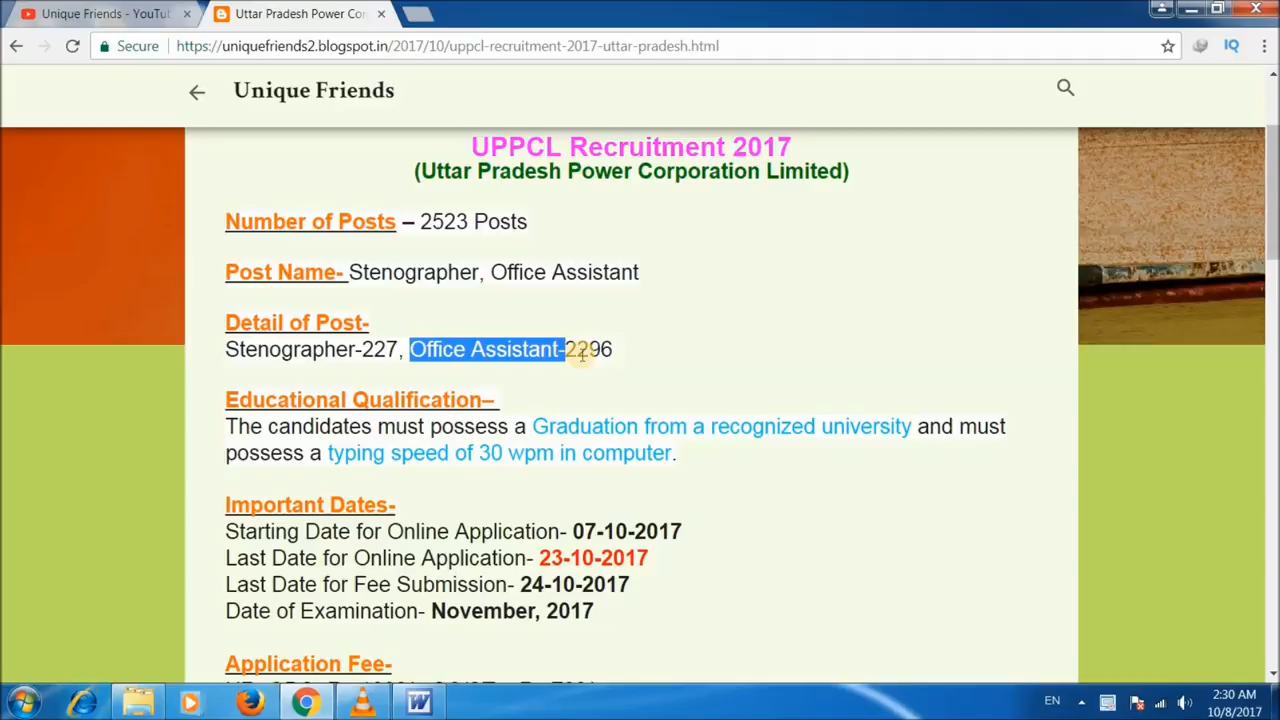 Unique Friends - YouTu
Uttar Pradesh Power Cor
Secure https://uniquefriends2.blogspot.in/2017/10/uppcl-recruitment-2017-uttar-pradesh.html
IQ
Unique Friends
UPPCL Recruitment 2017
(Uttar Pradesh Power Corporation Limited)
Number of Posts – 2523 Posts
Post Name- Stenographer, Office Assistant
Detail of Post-
Stenographer-227, Office Assistant-2296
Educational Qualification–
The candidates must possess a Graduation from a recognized university and must
possess a typing speed of 30 wpm in computer.
Important Dates-
Starting Date for Online Application- 07-10-2017
Last Date for Online Application- 23-10-2017
Last Date for Fee Submission- 24-10-2017
Date of Examination- November, 2017
Application Fee-
EN
2:30 AM
10/8/2017